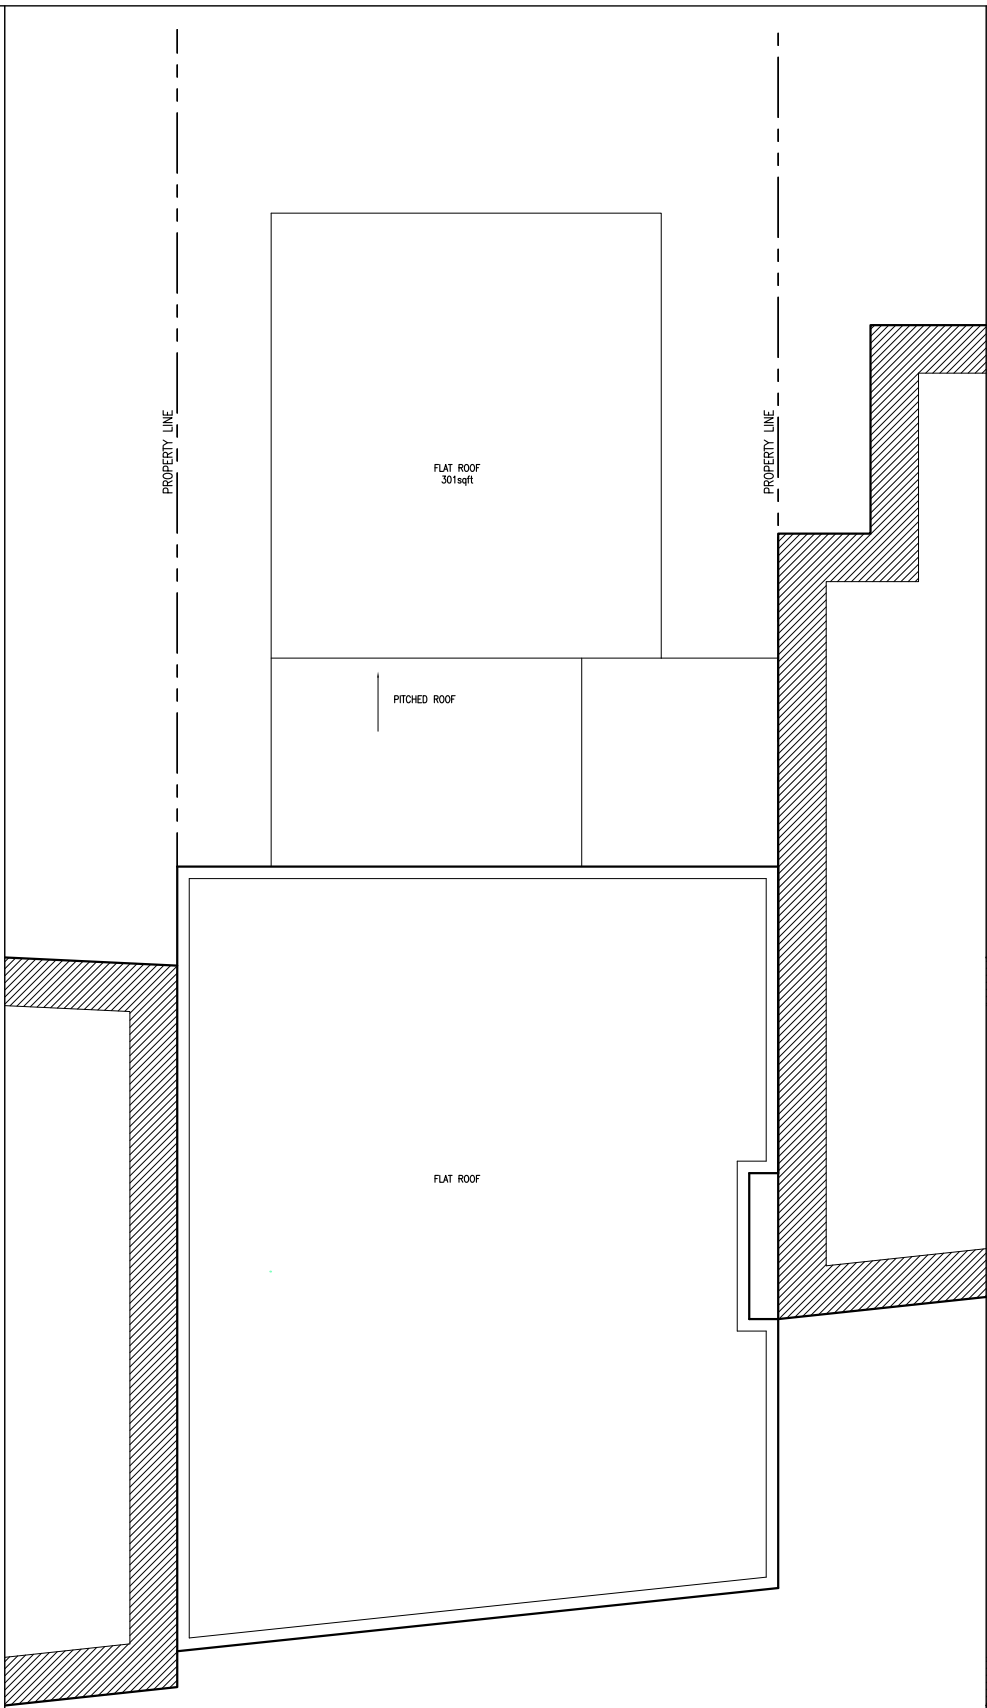 PROPERTY LINE
PROPERTY LINE
FLAT ROOF
301sqft
PITCHED ROOF
FLAT ROOF